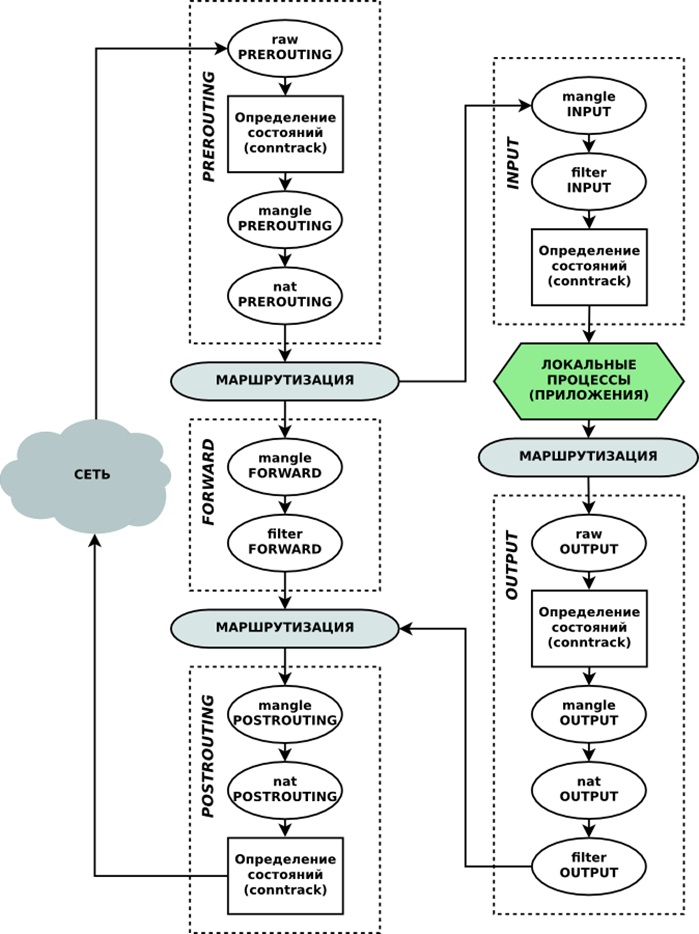 raw
PREROUTING
Определение
состояний
(conntrack)
mangle
PREROUTING
nat
PREROUTING
PREROUTING
МАРШРУТИЗАЦИЯ
mangle
INPUT
filter
INPUT
Определение
состояний
(conntrack)
INPUT
ЛОКАЛЬНЫЕ
ПРОЦЕССЫ
(ПРИЛОЖЕНИЯ)
МАРШРУТИЗАЦИЯ
СЕТЬ
mangle
FORWARD
filter
FORWARD
FORWARD
МАРШРУТИЗАЦИЯ
raw
OUTPUT
Определение
состояний
(conntrack)
mangle
OUTPUT
nat
OUTPUT
filter
OUTPUT
OUTPUT
mangle
POSTROUTING
nat
POSTROUTING
Определение
состояний
(conntrack)
POSTROUTING